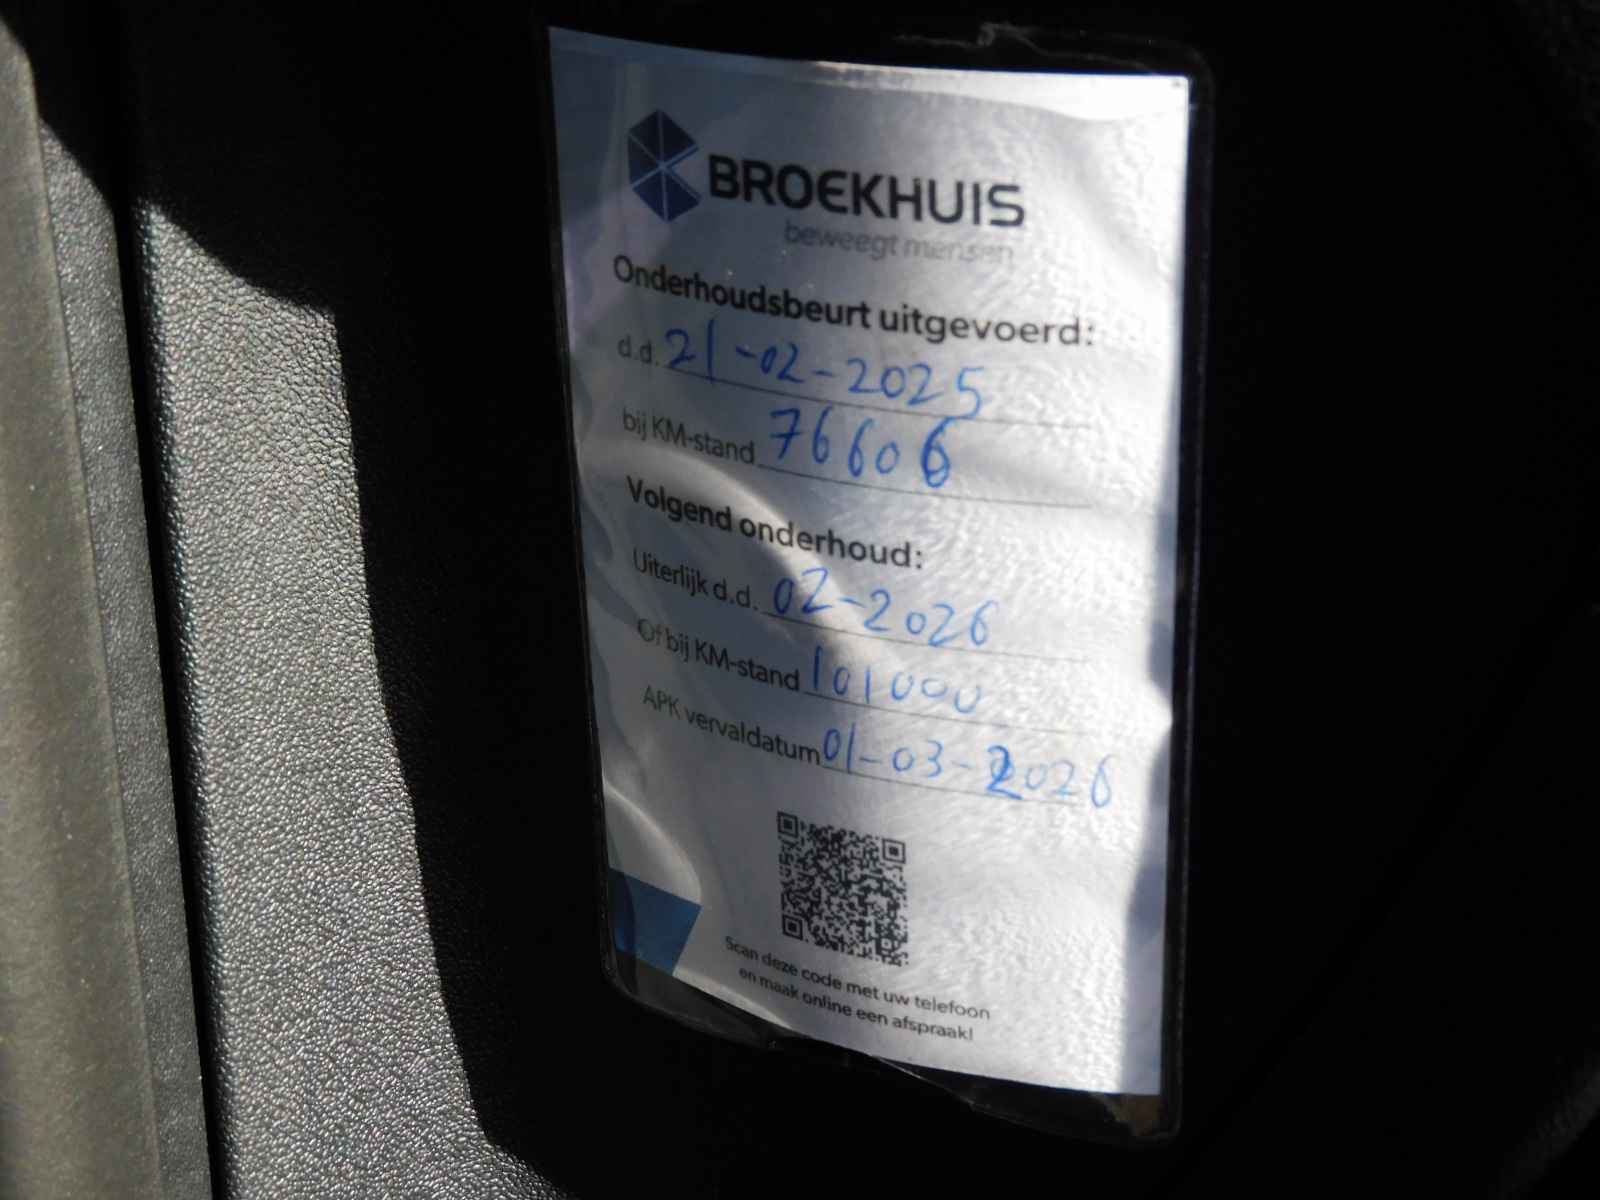 BROEKHUIS
beweegt mensen
Onderhoudsbeurt uitgevoerd:
d.d. 21-02-2025
bij KM-stand 76606
Volgend onderhoud:
Uiterlijk d.d. 02-2026
Of bij KM-stand 101000
APK vervaldatum 01-03-2026
Scan deze code met uw telefoon
en maak online een afspraak!